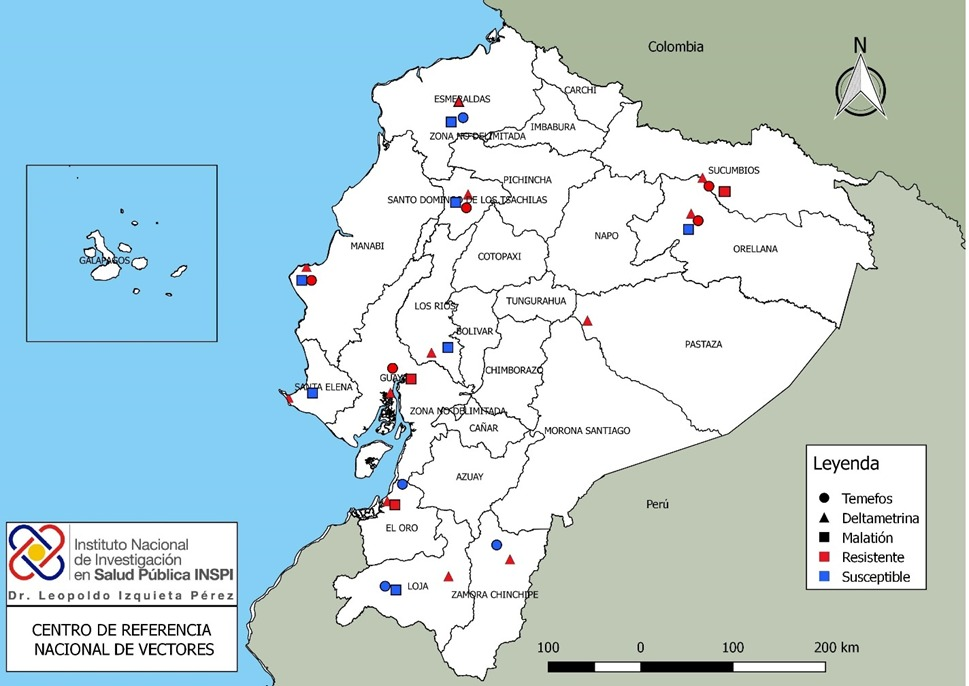 Colombia
N
ESMERALDAS
CARCHI
IMBABURA
ZONA NO DELIMITADA
SUCUMBIOS
PICHINCHA
SANTO DOMINGO DE LOS TSACHILAS
NAPO
ORELLANA
MANABI
COTOPAXI
GALAPAGOS
TUNGURAHUA
LOS RIOS
BOLIVAR
PASTAZA
CHIMBORAZO
GUAYAS
SANTA ELENA
ZONA NO DELIMITADA
CAÑAR
MORONA SANTIAGO
AZUAY
Perú
EL ORO
LOJA
ZAMORA CHINCHIPE
Leyenda
Temefos
Deltametrina
Malatión
Resistente
Susceptible
Instituto Nacional
de Investigación
en Salud Pública INSPI
Dr. Leopoldo Izquieta Pérez
CENTRO DE REFERENCIA
NACIONAL DE VECTORES
100 0 100 200 km